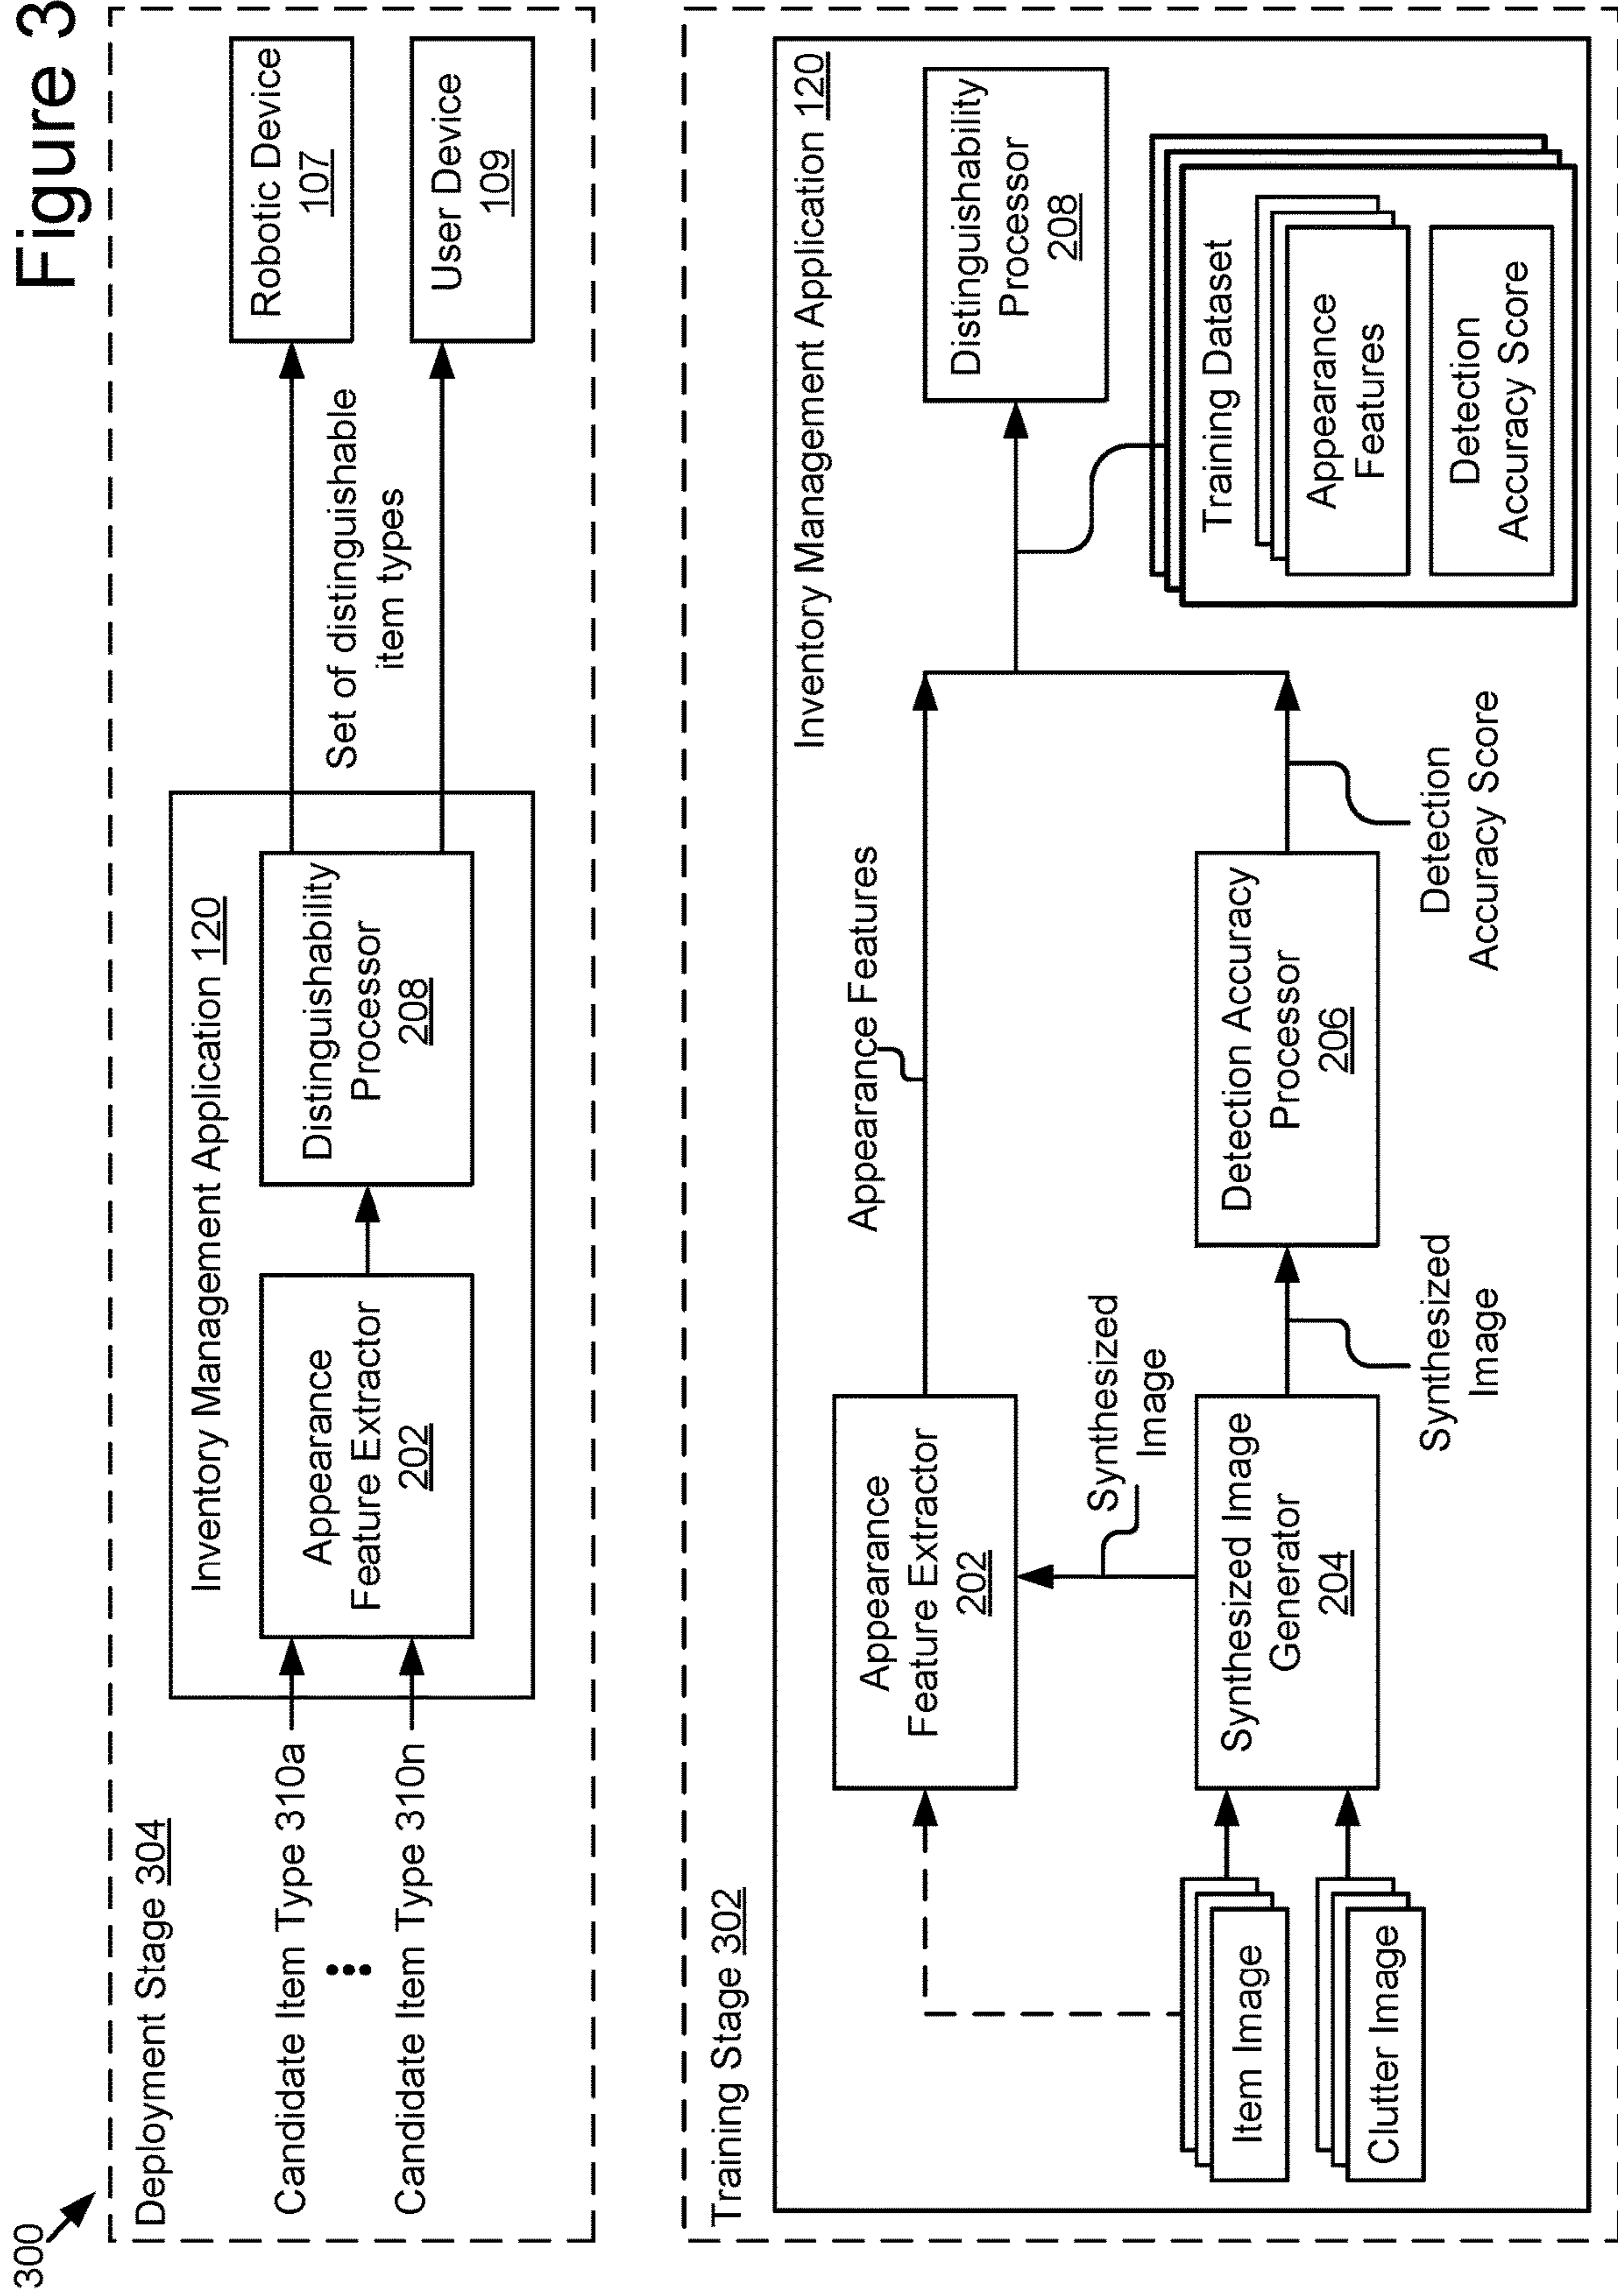 Figure 3
300
Deployment Stage 304
Candidate Item Type 310a
Candidate Item Type 310n
Inventory Management Application 120
Appearance
Feature Extractor
202
Distinguishability
Processor
208
Set of distinguishable
item types
Robotic Device
107
User Device
109
Training Stage 302
Inventory Management Application 120
Item Image
Clutter Image
Appearance
Feature Extractor
202
Synthesized
Image
Synthesized Image
Generator
204
Synthesized
Image
Appearance Features
Detection Accuracy
Processor
206
Detection
Accuracy Score
Distinguishability
Processor
208
Training Dataset
Appearance
Features
Detection
Accuracy Score